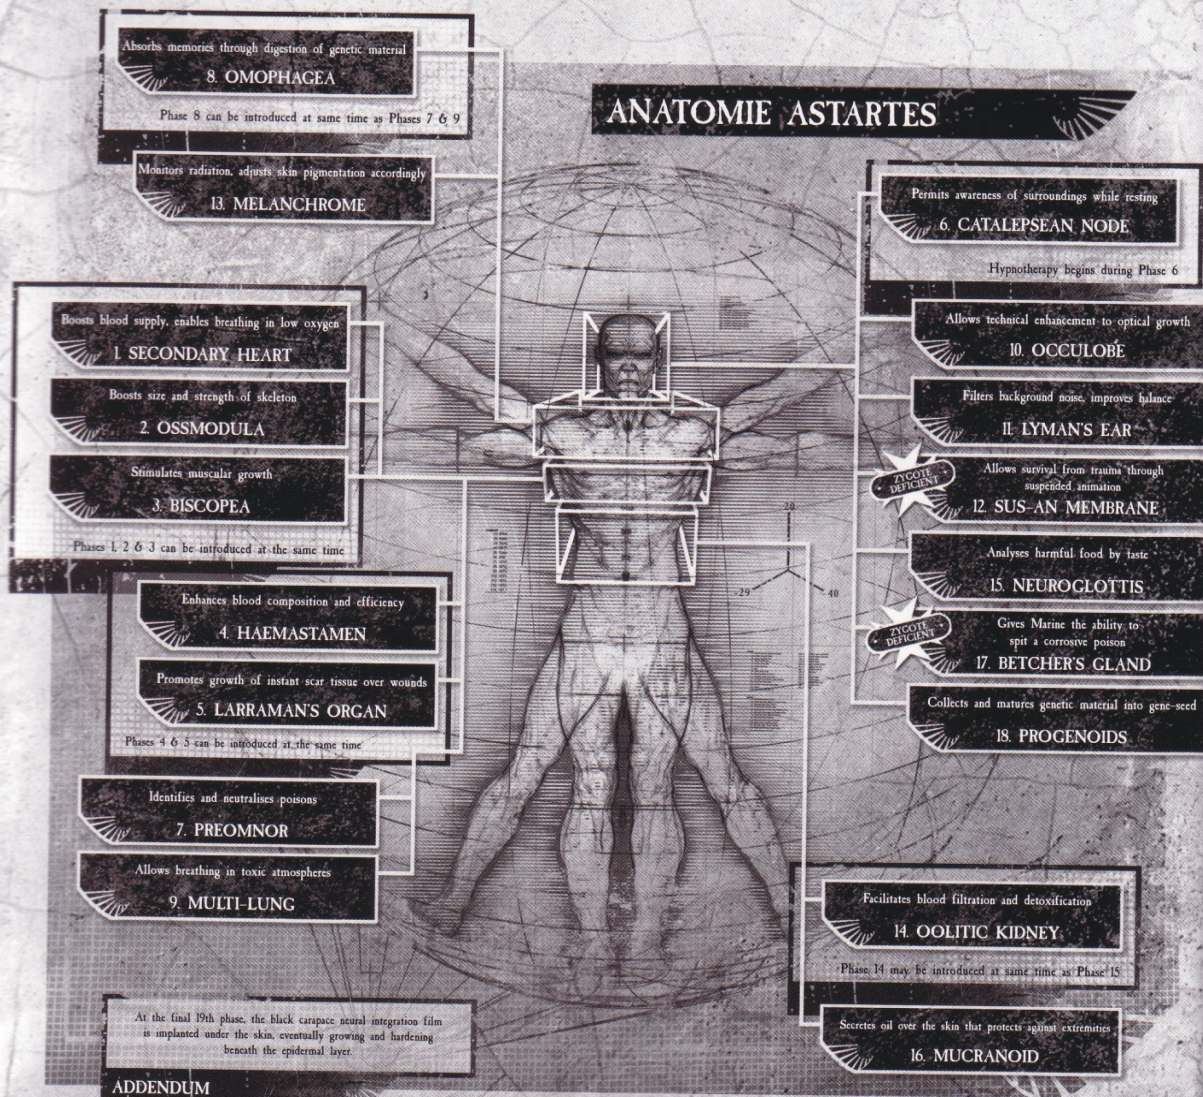 ANATOMIE ASTARTES
Absorbs memories through digestion of genetic material
8. OMOPHAGEA
Phase 8 can be introduced at same time as Phases 7 & 9
Monitors radiation, adjusts skin pigmentation accordingly
13. MELANCHROME
Boosts blood supply, enables breathing in low oxygen
1. SECONDARY HEART
Boosts size and strength of skeleton
2. OSSMODULA
Stimulates muscular growth
3. BISCOPEA
Phases 1, 2 & 3 can be introduced at the same time
Enhances blood composition and efficiency
4. HAEMASTAMEN
Promotes growth of instant scar tissue over wounds
5. LARRAMAN'S ORGAN
Phases 4 & 5 can be introduced at the same time
Identifies and neutralises poisons
7. PREOMNOR
Allows breathing in toxic atmospheres
9. MULTI-LUNG
At the final 19th phase, the black carapace neural integration film
is implanted under the skin, eventually growing and hardening
beneath the epidermal layer.
ADDENDUM
Permits awareness of surroundings while resting
6. CATALEPSEAN NODE
Hypnotherapy begins during Phase 6
Allows technical enhancement to optical growth
10. OCCULOBE
Filters background noise, improves balance
11. LYMAN'S EAR
ZYGOTE
DEFICIENT
Allows survival from trauma through
suspended animation
12. SUS-AN MEMBRANE
Analyses harmful food by taste
15. NEUROGLOTTIS
ZYGOTE
DEFICIENT
Gives Marine the ability to
spit a corrosive poison
17. BETCHER'S GLAND
Collects and matures genetic material into gene-seed
18. PROGENOIDS
20
-29
-40
Facilitates blood filtration and detoxification
14. OOLITIC KIDNEY
Phase 14 may be introduced at same time as Phase 15
Secretes oil over the skin that protects against extremities
16. MUCRANOID